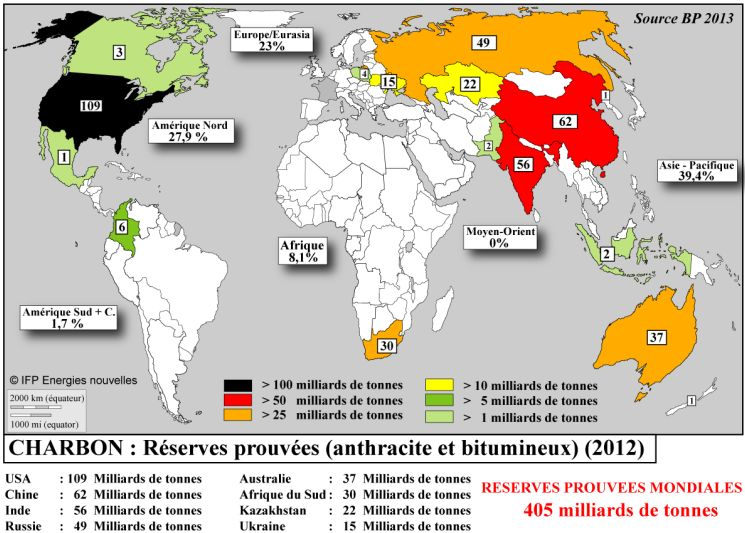 Source BP 2013
Europe/Eurasia
23%
3
49
4
15
22
1
109
Amérique Nord
27,9 %
62
1
2
56
Asie - Pacifique
39,4%
6
Afrique
8,1%
Moyen-Orient
0%
2
Amérique Sud + C.
1,7 %
30
37
1
© IFP Energies nouvelles
2000 km (équateur)
1000 mi (equator)
> 100 milliards de tonnes
> 50 milliards de tonnes
> 25 milliards de tonnes
> 10 milliards de tonnes
> 5 milliards de tonnes
> 1 milliards de tonnes
CHARBON : Réserves prouvées (anthracite et bitumineux) (2012)
USA : 109 Milliards de tonnes
Chine : 62 Milliards de tonnes
Inde : 56 Milliards de tonnes
Russie : 49 Milliards de tonnes
Australie : 37 Milliards de tonnes
Afrique du Sud : 30 Milliards de tonnes
Kazakhstan : 22 Milliards de tonnes
Ukraine : 15 Milliards de tonnes
RESERVES PROUVEES MONDIALES
405 milliards de tonnes